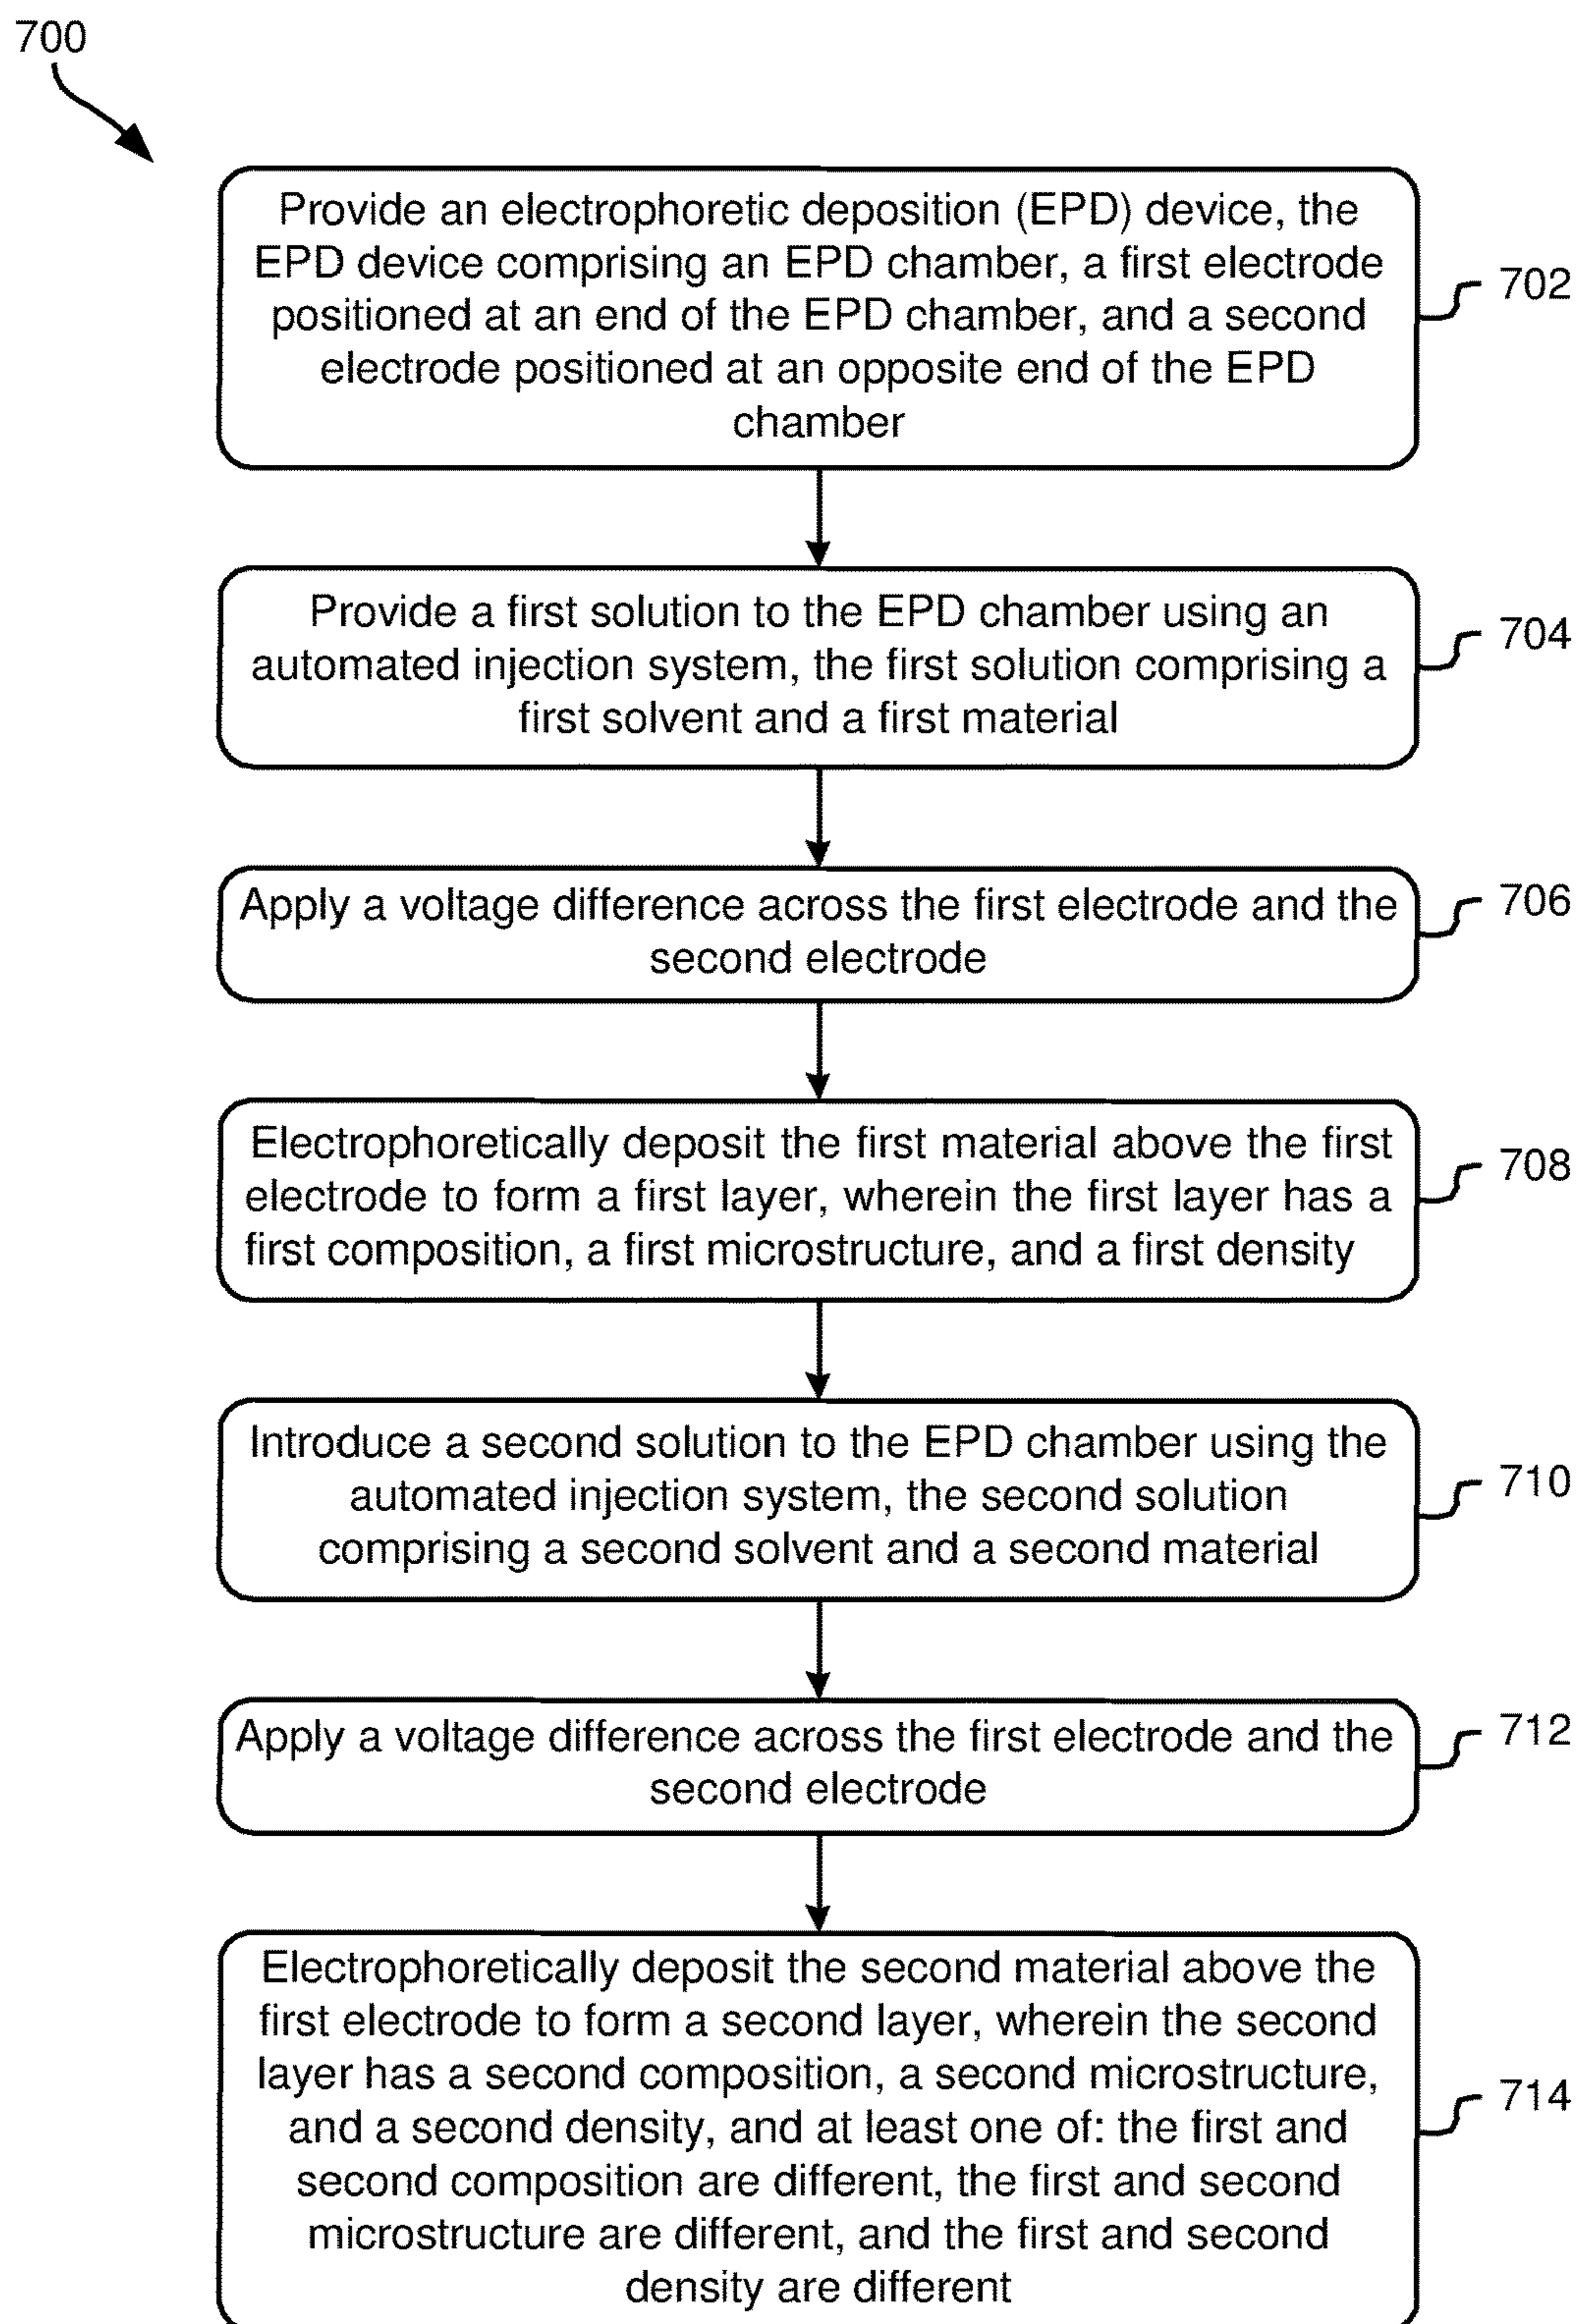 700
Provide an electrophoretic deposition (EPD) device, the
EPD device comprising an EPD chamber, a first electrode
positioned at an end of the EPD chamber, and a second
electrode positioned at an opposite end of the EPD
chamber
702
Provide a first solution to the EPD chamber using an
automated injection system, the first solution comprising a
first solvent and a first material
704
Apply a voltage difference across the first electrode and the
second electrode
706
Electrophoretically deposit the first material above the first
electrode to form a first layer, wherein the first layer has a
first composition, a first microstructure, and a first density
708
Introduce a second solution to the EPD chamber using the
automated injection system, the second solution
comprising a second solvent and a second material
710
Apply a voltage difference across the first electrode and the
second electrode
712
Electrophoretically deposit the second material above the
first electrode to form a second layer, wherein the second
layer has a second composition, a second microstructure,
and a second density, and at least one of: the first and
second composition are different, the first and second
microstructure are different, and the first and second
density are different
714